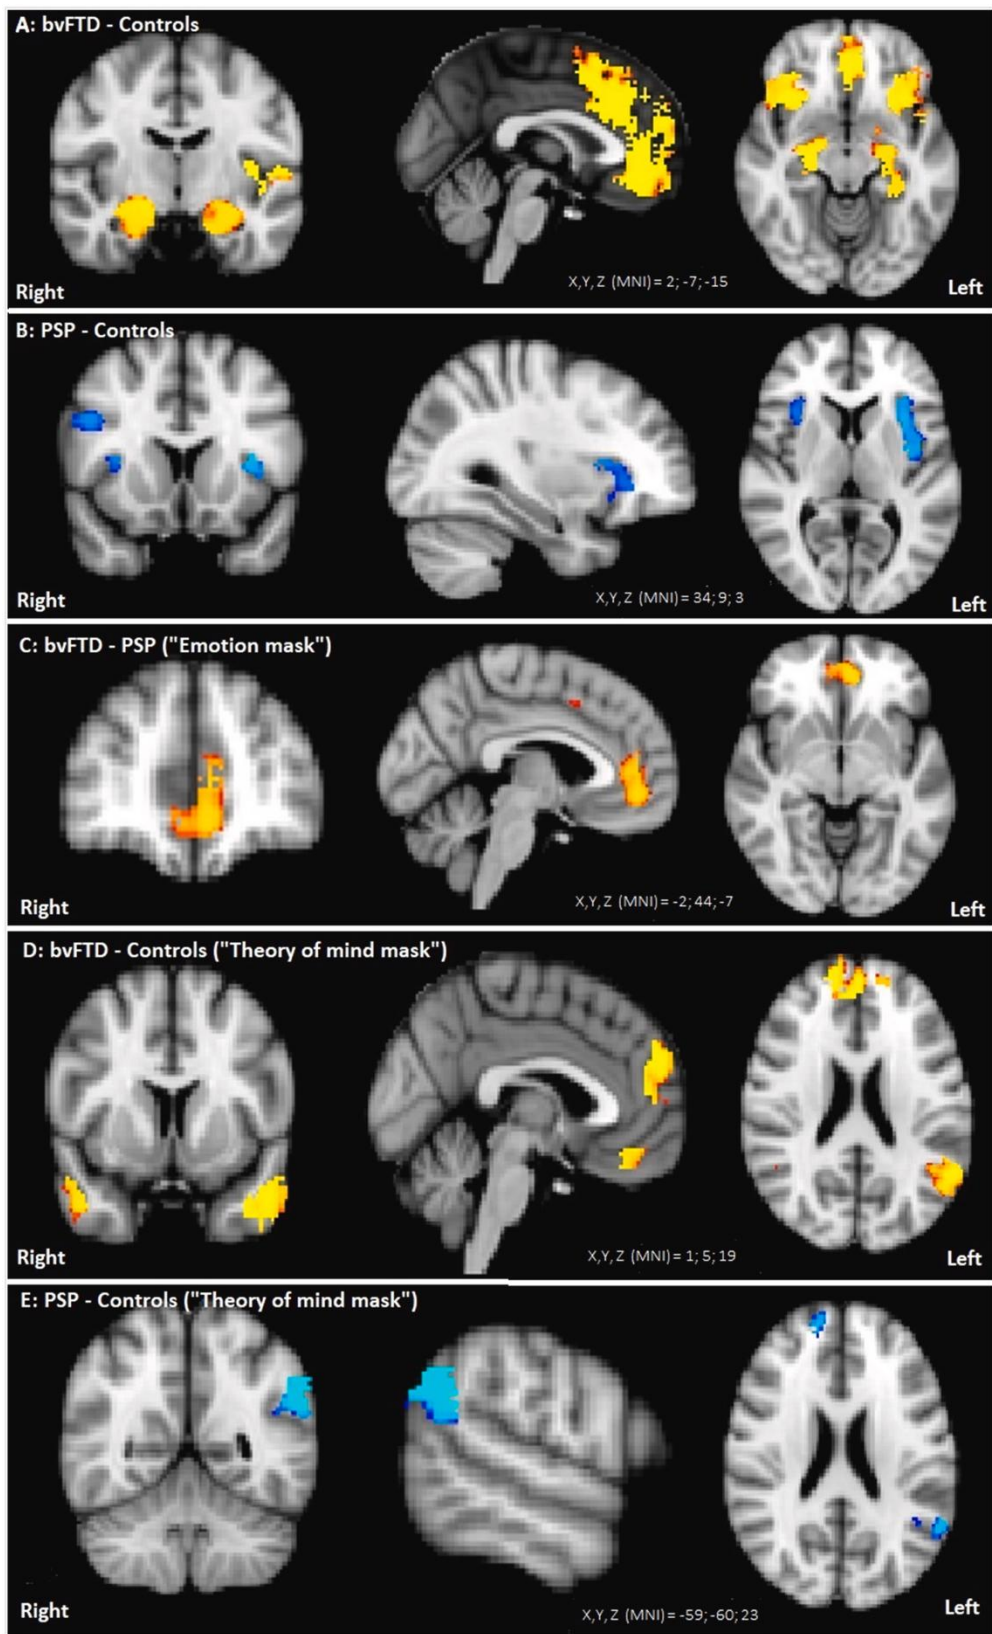 A: bvFTD - Controls
X,Y, Z (MNI) = 2; -7; -15
Right
Left
B: PSP - Controls
X,Y, Z (MNI) = 34; 9; 3
Right
Left
C: bvFTD - PSP ("Emotion mask")
X,Y, Z (MNI) = -2; 44; -7
Right
Left
D: bvFTD - Controls ("Theory of mind mask")
X,Y, Z (MNI) = 1; 5; 19
Right
Left
E: PSP - Controls ("Theory of mind mask")
X,Y, Z (MNI) = -59; -60; 23
Right
Left